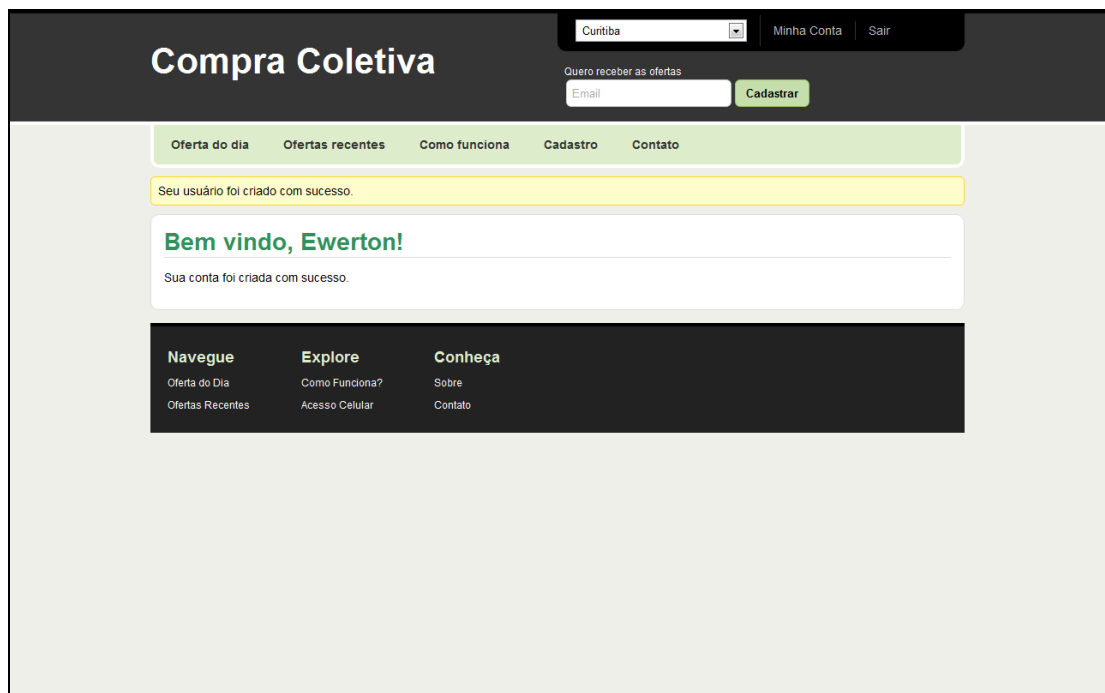 Curitiba
Minha Conta
Sair
Compra Coletiva
Quero receber as ofertas
Email
Cadastrar
Oferta do dia
Ofertas recentes
Como funciona
Cadastro
Contato
Seu usuário foi criado com sucesso.
Bem vindo, Ewerton!
Sua conta foi criada com sucesso.
Navegue
Oferta do Dia
Ofertas Recentes
Explore
Como Funciona?
Acesso Celular
Conheça
Sobre
Contato